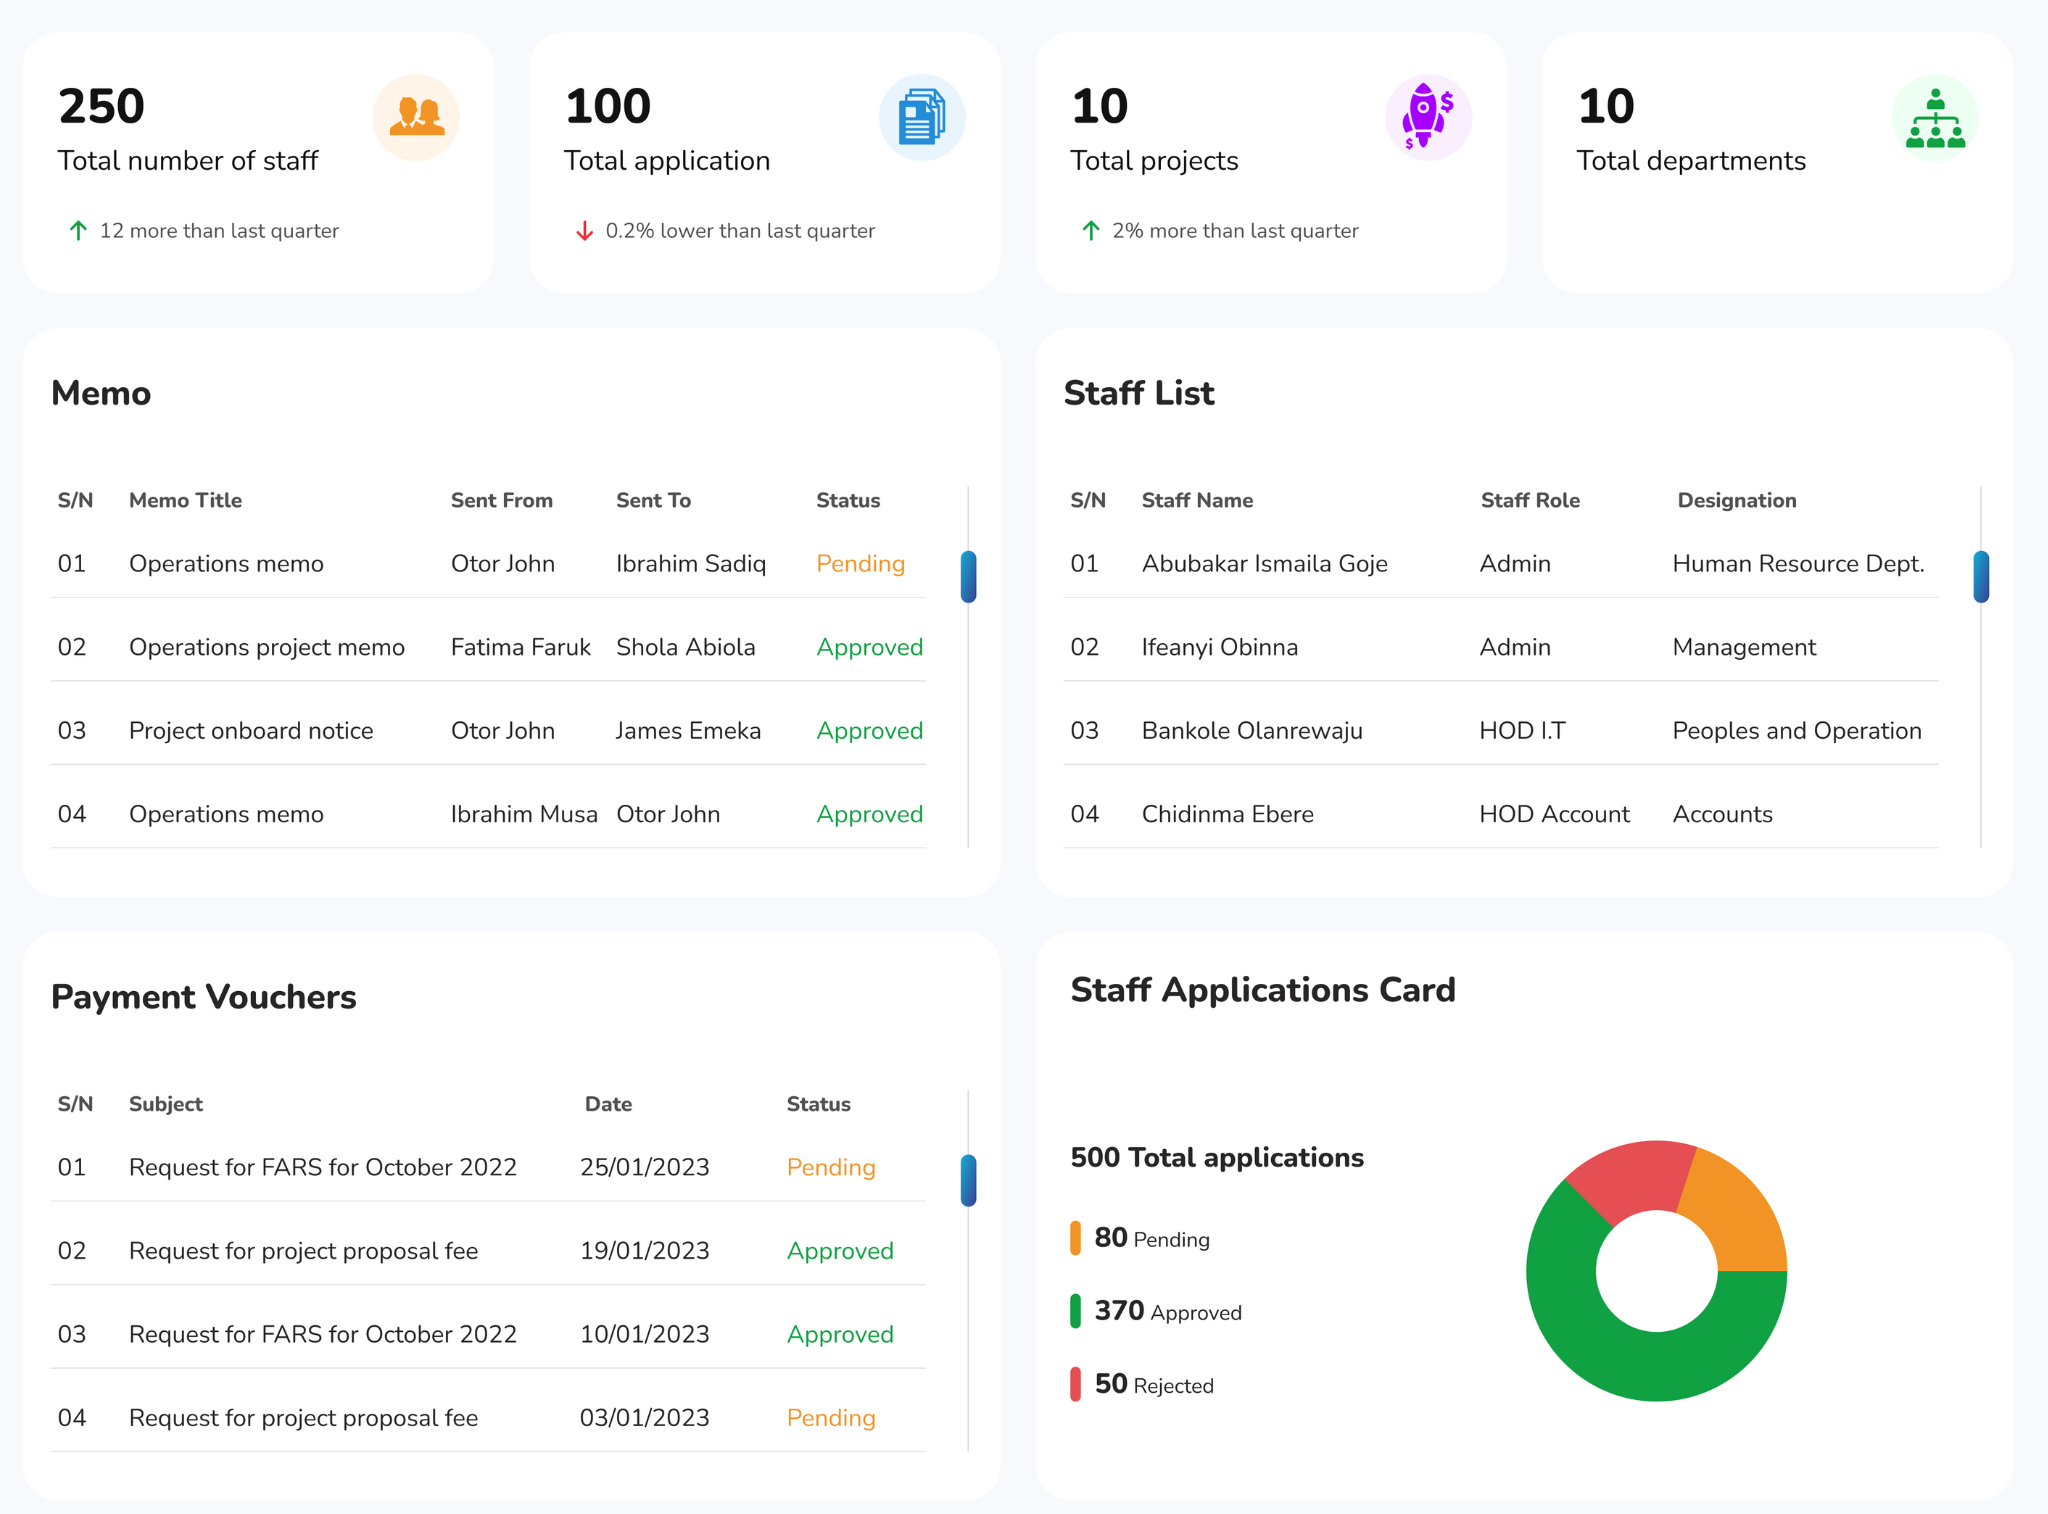 250
Total number of staff
12 more than last quarter
100
Total application
0.2% lower than last quarter
10
Total projects
2% more than last quarter
10
Total departments
Memo
S/N Memo Title Sent From Sent To Status
01 Operations memo Otor John Ibrahim Sadiq Pending
02 Operations project memo Fatima Faruk Shola Abiola Approved
03 Project onboard notice Otor John James Emeka Approved
04 Operations memo Ibrahim Musa Otor John Approved
Staff List
S/N Staff Name Staff Role Designation
01 Abubakar Ismaila Goje Admin Human Resource Dept.
02 Ifeanyi Obinna Admin Management
03 Bankole Olanrewaju HOD I.T Peoples and Operation
04 Chidinma Ebere HOD Account Accounts
Payment Vouchers
S/N Subject Date Status
01 Request for FARS for October 2022 25/01/2023 Pending
02 Request for project proposal fee 19/01/2023 Approved
03 Request for FARS for October 2022 10/01/2023 Approved
04 Request for project proposal fee 03/01/2023 Pending
Staff Applications Card
500 Total applications
80 Pending
370 Approved
50 Rejected